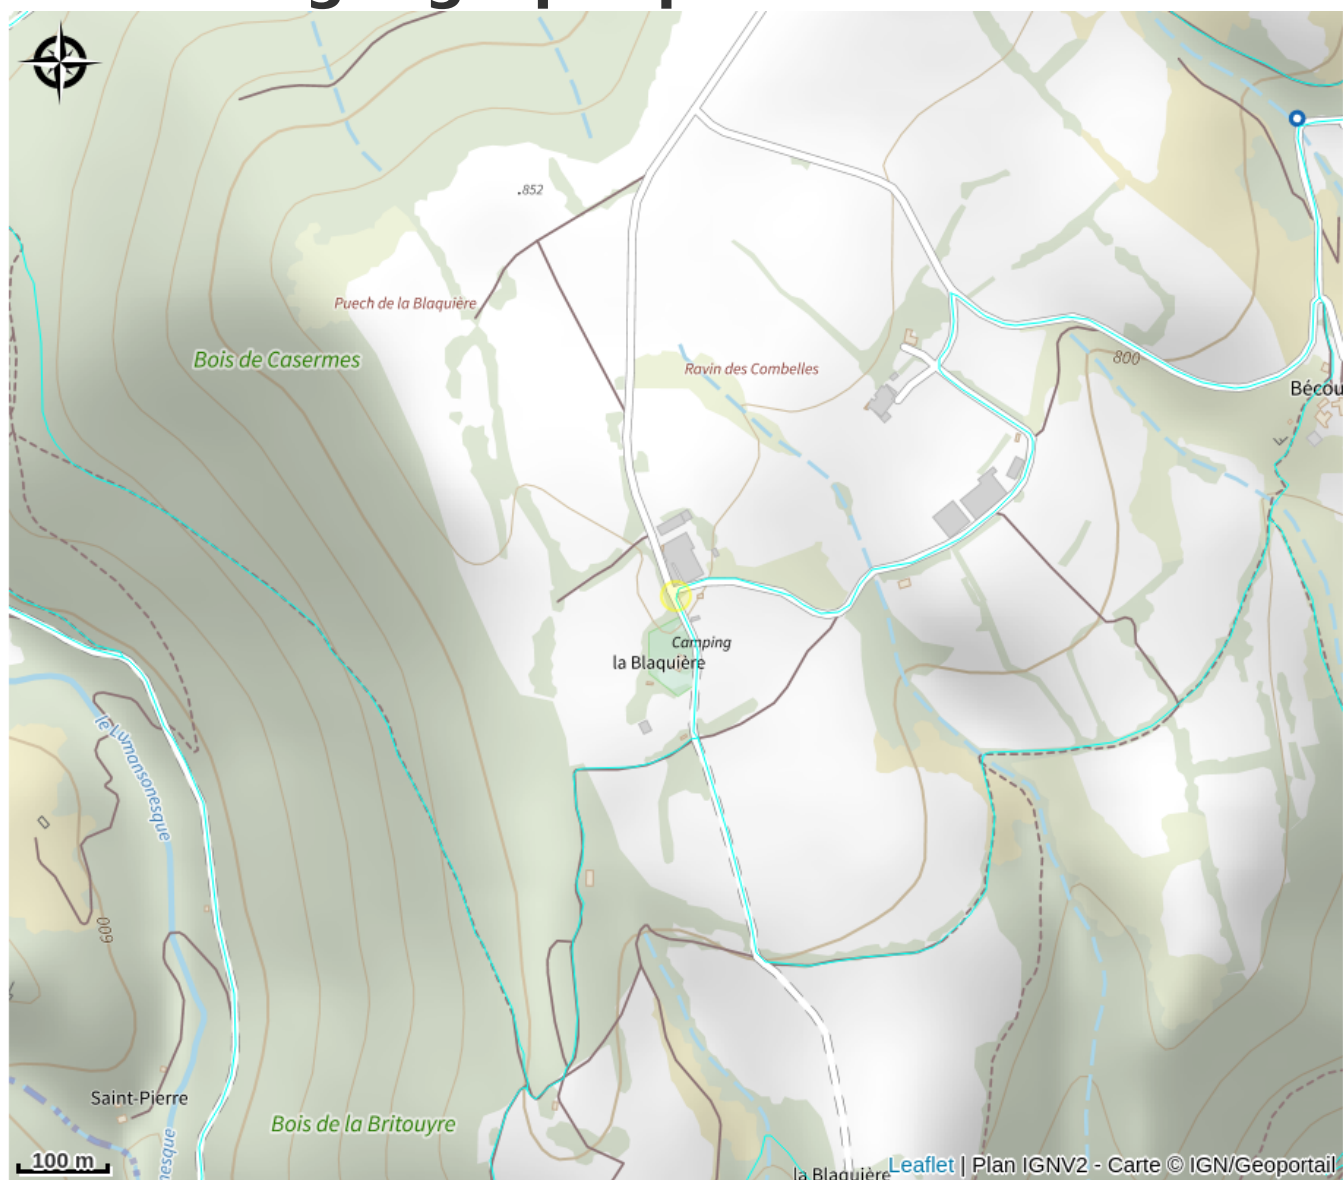 .852
Puech de la Blaquière
Bois de Casermes
Ravin des Combelles
800
Bécou
Camping
la Blaquière
le Lumansonesque
600
Saint-Pierre
Bois de la Britouyre
nesque
la Blaquière
100 m
Leaflet | Plan IGNV2 - Carte © IGN/Geoportail